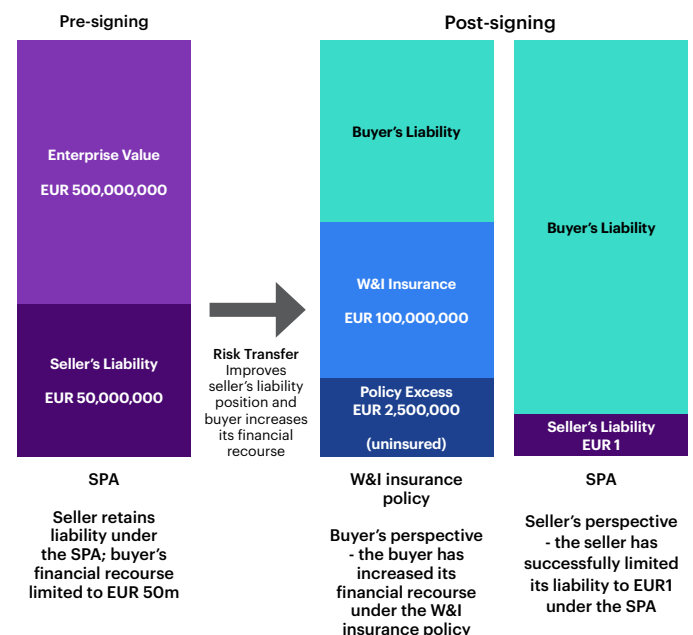 Pre-signing
Post-signing
Enterprise Value
EUR 500,000,000
Seller's Liability
EUR 50,000,000
SPA
Seller retains
liability under
the SPA; buyer's
financial recourse
limited to EUR 50m
Risk Transfer
Improves
seller's liability
position and
buyer increases
its financial
recourse
Buyer's Liability
W&I Insurance
EUR 100,000,000
Policy Excess
EUR 2,500,000
(uninsured)
W&I insurance
policy
Buyer's perspective
- the buyer has
increased its
financial recourse
under the W&I
insurance policy
Buyer's Liability
Seller's Liability
EUR 1
SPA
Seller's perspective
- the seller has
successfully limited
its liability to EUR1
under the SPA